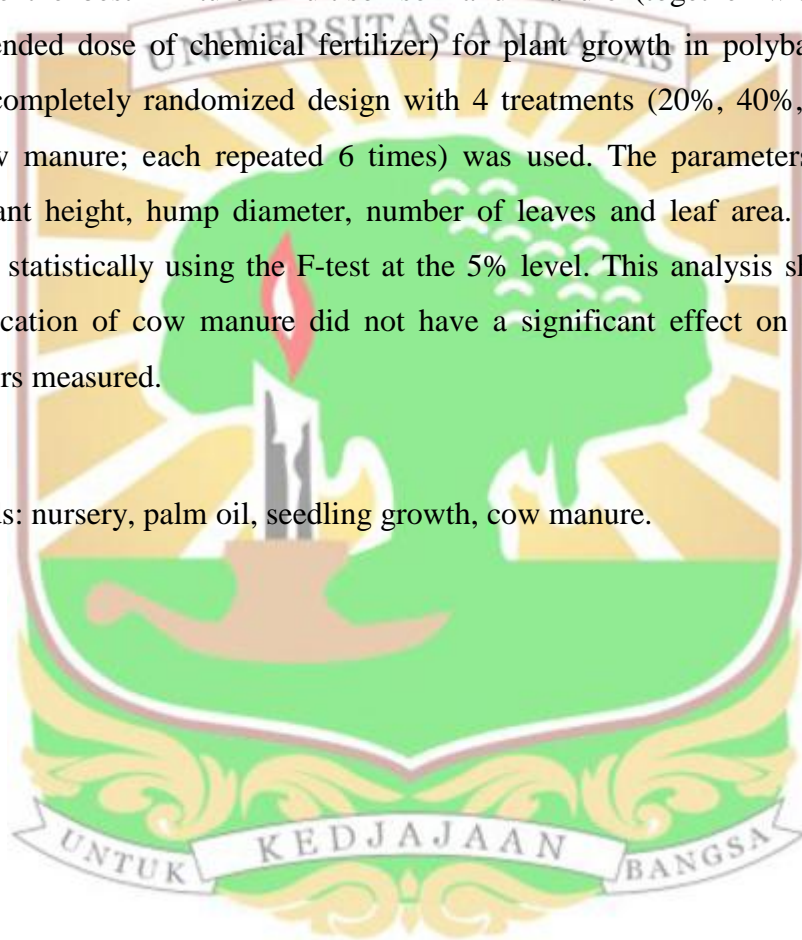 UNIVERSITAS ANDALAS
ended dose of chemical fertilizer) for plant growth in polyba
completely randomized design with 4 treatments (20%, 40%,
w manure; each repeated 6 times) was used. The parameters
ant height, hump diameter, number of leaves and leaf area.
statistically using the F-test at the 5% level. This analysis sh
ication of cow manure did not have a significant effect on
rs measured.
s: nursery, palm oil, seedling growth, cow manure.
UNTUK KEDJAJAAN BANGSA